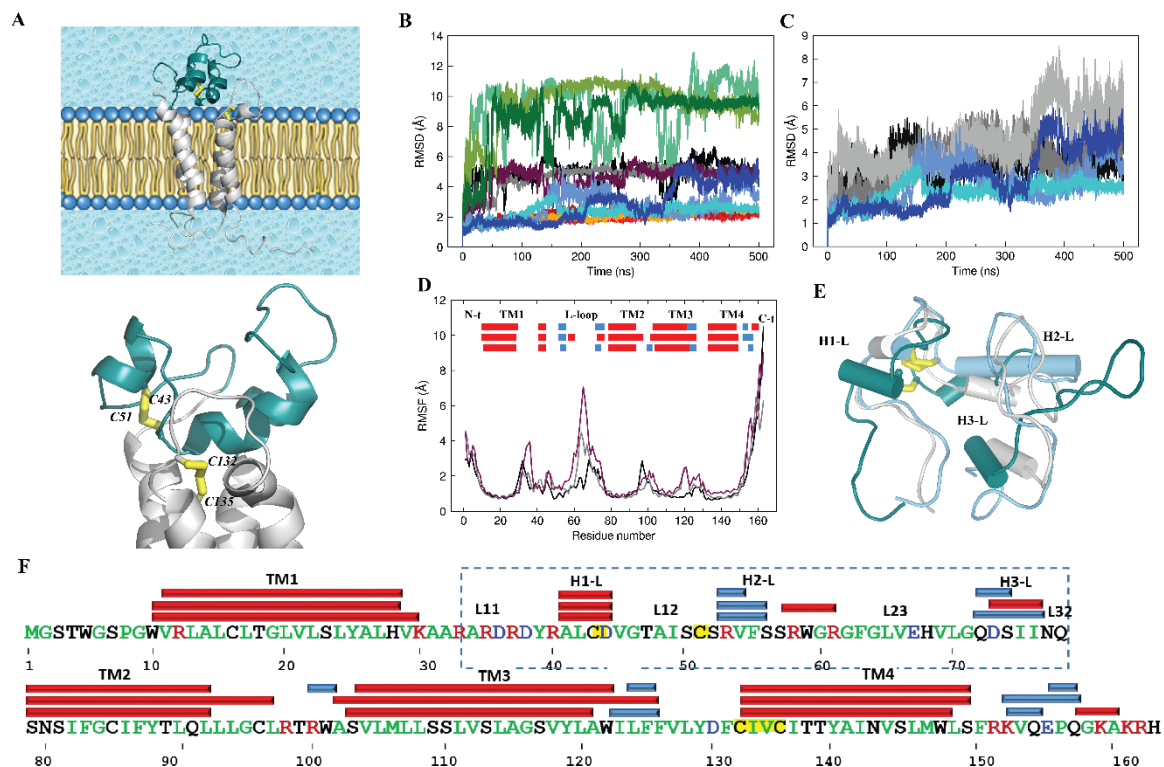 A
C51
C43
C132
C135
B
RMSD (Å)
14
12
10
8
6
4
2
0
0 100 200 300 400 500
Time (ns)
C
RMSD (Å)
9
8
7
6
5
4
3
2
1
0
0 100 200 300 400 500
Time (ns)
D
RMSF (Å)
12
10
8
6
4
2
0
N-t TM1 L-loop TM2 TM3 TM4 C-t
0 20 40 60 80 100 120 140 160
Residue number
E
H1-L
H2-L
H3-L
F
TM1 H1-L H2-L H3-L
L11 L12 L23 L32
MGSTWGSPGWVRLALCLTGLVLSLYALHVKAARARDRDYRALCDVGTAISCSRVFSSRWGRGFGLVEHVLGQDSIINQ
1 10 20 30 40 50 60 70
TM2 TM3 TM4
SNSIFGCIFYTLQLLLGCLRTRWASVLMLLSSLVSLAGSVYLAWILFFVLYDFCIVCITTYAINVSLMWLSFRKVQEPQGKAKRH
80 90 100 110 120 130 140 150 160